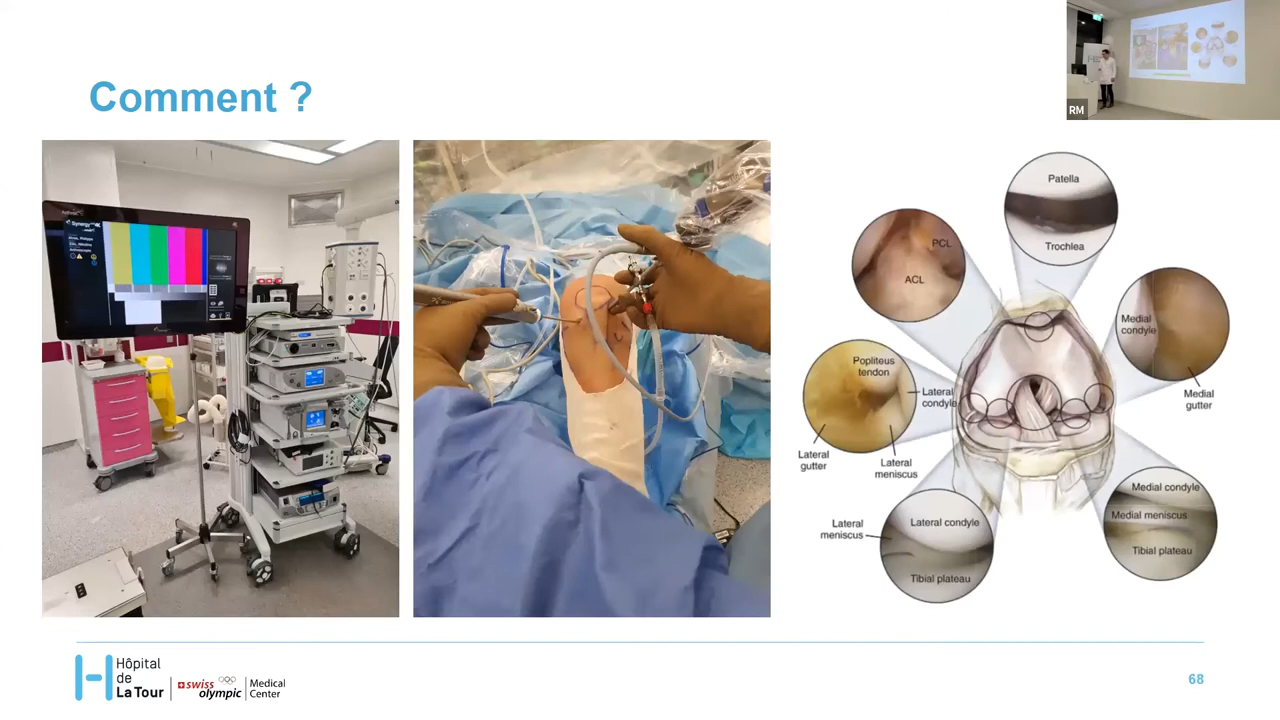 Comment ?
RM
Synergy
Patella
Trochlea
PCL
ACL
Medial
condyle
Medial
gutter
Popliteus
tendon
Lateral
condyle
Lateral
gutter
Lateral
meniscus
Lateral
meniscus
Lateral condyle
Tibial plateau
Medial condyle
Medial meniscus
Tibial plateau
Hôpital
de
La Tour
swiss
olympic
Medical
Center
68